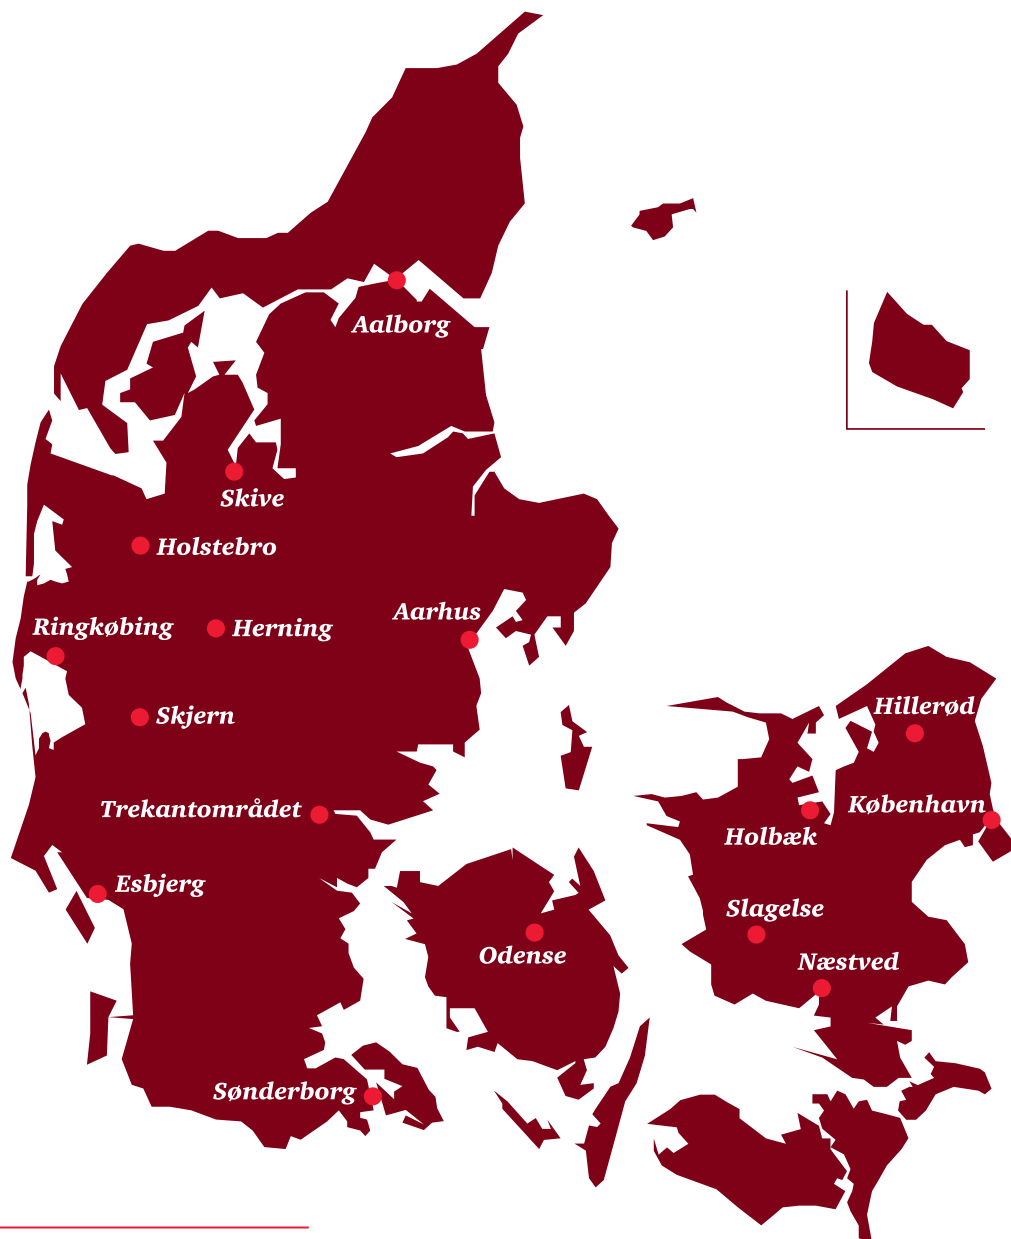 Aalborg
Skive
Holstebro
Aarhus
Ringkøbing
Herning
Skjern
Hillerød
Trekantområdet
København
Holbæk
Esbjerg
Slagelse
Odense
Næstved
Sønderborg